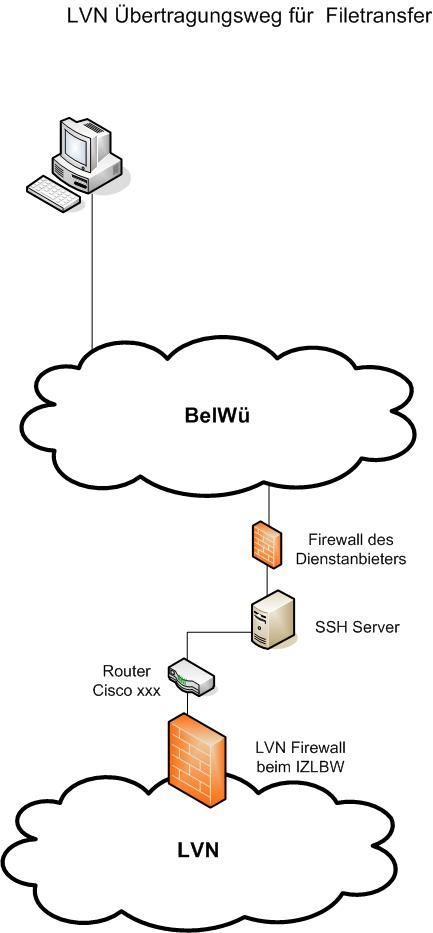 LVN Übertragungsweg für Filetransfer
BelWü
Firewall des
Dienstanbieters
SSH Server
Router
Cisco xxx
LVN Firewall
beim IZLBW
LVN